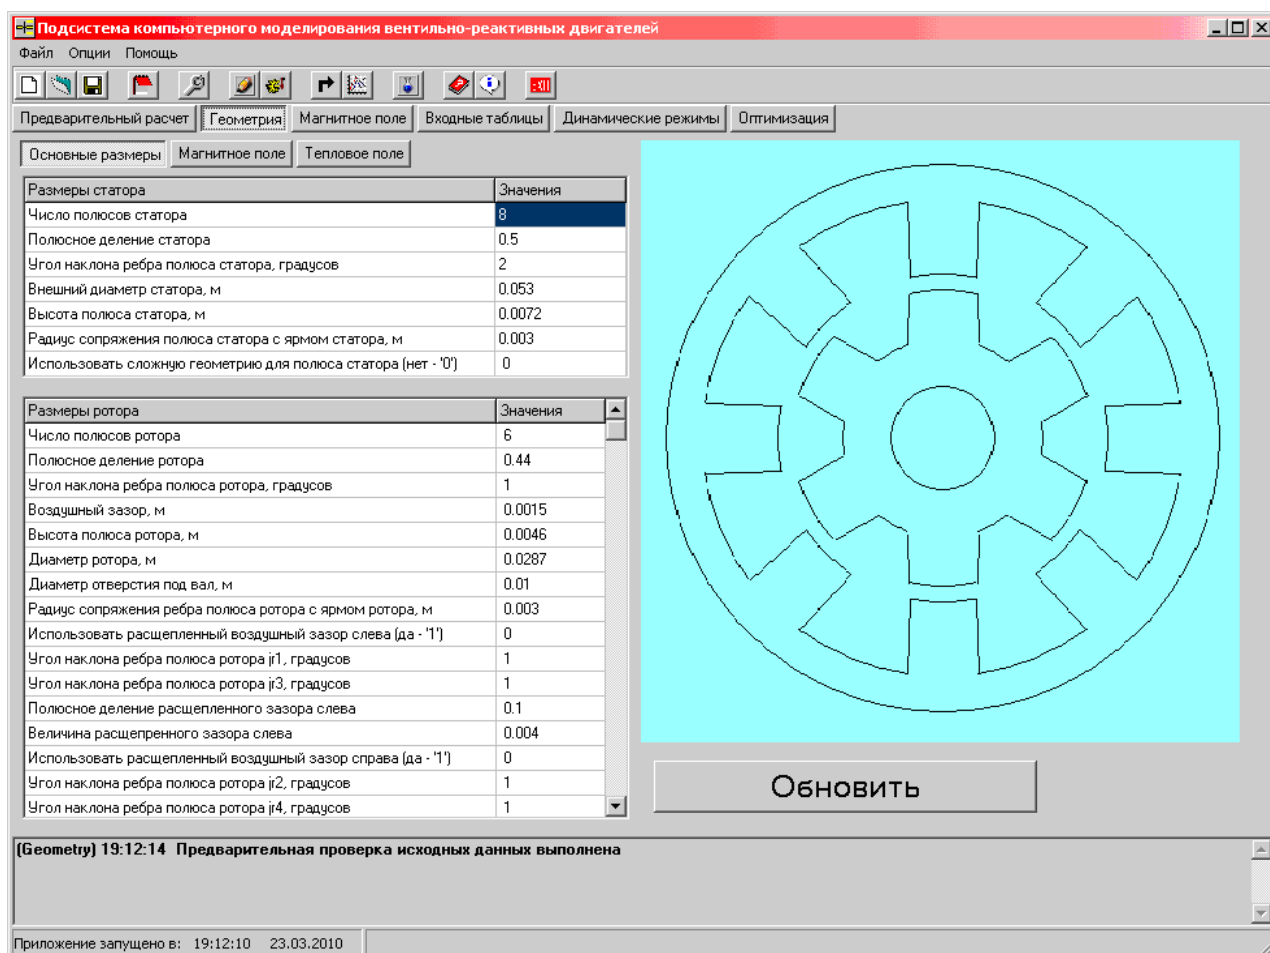 Подсистема компьютерного моделирования вентильно-реактивных двигателей
Файл Опции Помощь
Предварительный расчет Геометрия Магнитное поле Входные таблицы Динамические режимы Оптимизация
Основные размеры Магнитное поле Тепловое поле
Размеры статора Значения
Число полюсов статора 8
Полюсное деление статора 0.5
Угол наклона ребра полюса статора, градусов 2
Внешний диаметр статора, м 0.053
Высота полюса статора, м 0.0072
Радиус сопряжения полюса статора с ярмом статора, м 0.003
Использовать сложную геометрию для полюса статора (нет - '0') 0
Размеры ротора Значения
Число полюсов ротора 6
Полюсное деление ротора 0.44
Угол наклона ребра полюса ротора, градусов 1
Воздушный зазор, м 0.0015
Высота полюса ротора, м 0.0046
Диаметр ротора, м 0.0287
Диаметр отверстия под вал, м 0.01
Радиус сопряжения ребра полюса ротора с ярмом ротора, м 0.003
Использовать расщепленный воздушный зазор слева (да - '1') 0
Угол наклона ребра полюса ротора jr1, градусов 1
Угол наклона ребра полюса ротора jr3, градусов 1
Полюсное деление расщепленного зазора слева 0.1
Величина расщепренного зазора слева 0.004
Использовать расщепленный воздушный зазор справа (да - '1') 0
Угол наклона ребра полюса ротора jr2, градусов 1
Угол наклона ребра полюса ротора jr4, градусов 1
Обновить
(Geometry) 19:12:14 Предварительная проверка исходных данных выполнена
Приложение запущено в: 19:12:10 23.03.2010